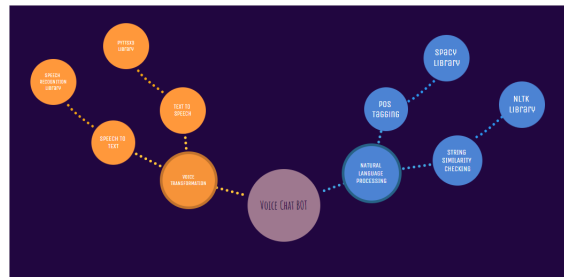 PYTTSX3
LIBRARY
SPEECH
RECOGNITION
LIBRARY
TEXT TO
SPEECH
SPEECH TO
TEXT
VOICE
TRANSFORMATION
VOICE CHAT BOT
NATURAL
LANGUAGE
PROCESSING
POS
TAGGING
SPACY
LIBRARY
STRING
SIMILARITY
CHECKING
NLTK
LIBRARY